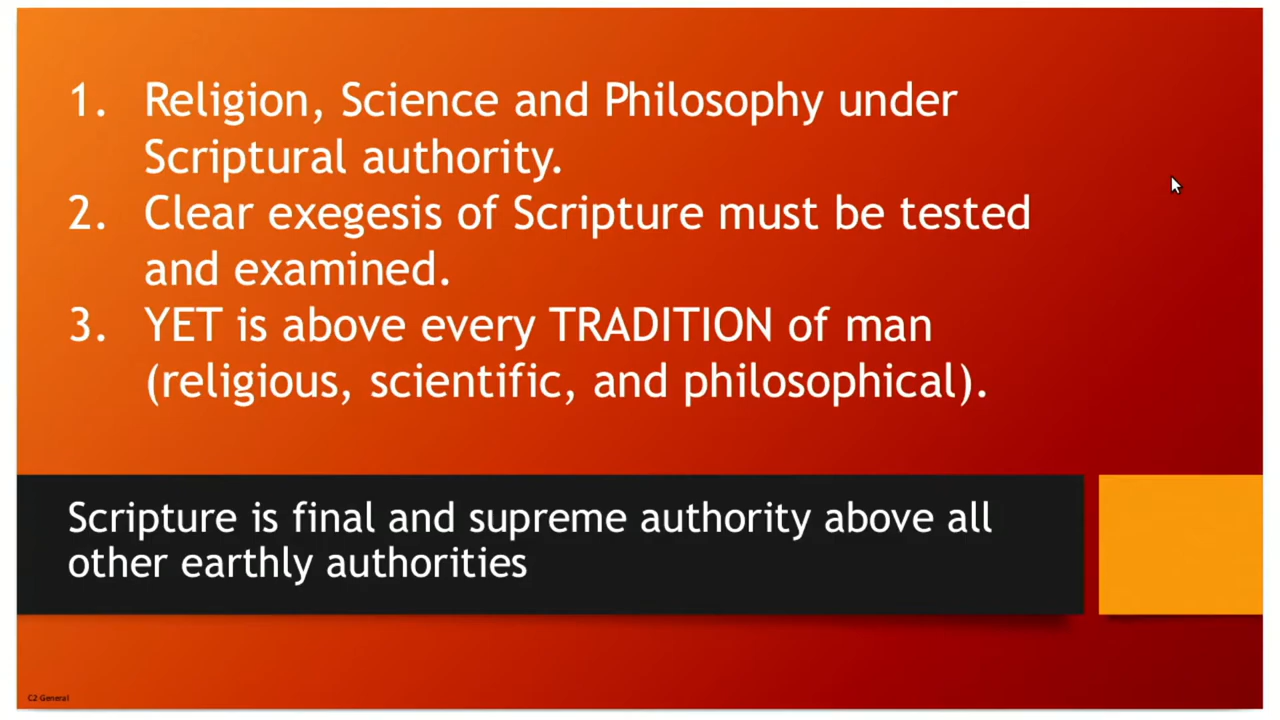 1. Religion, Science and Philosophy under
Scriptural authority.
2. Clear exegesis of Scripture must be tested
and examined.
3. YET is above every TRADITION of man
(religious, scientific, and philosophical).
Scripture is final and supreme authority above all
other earthly authorities
C2 General